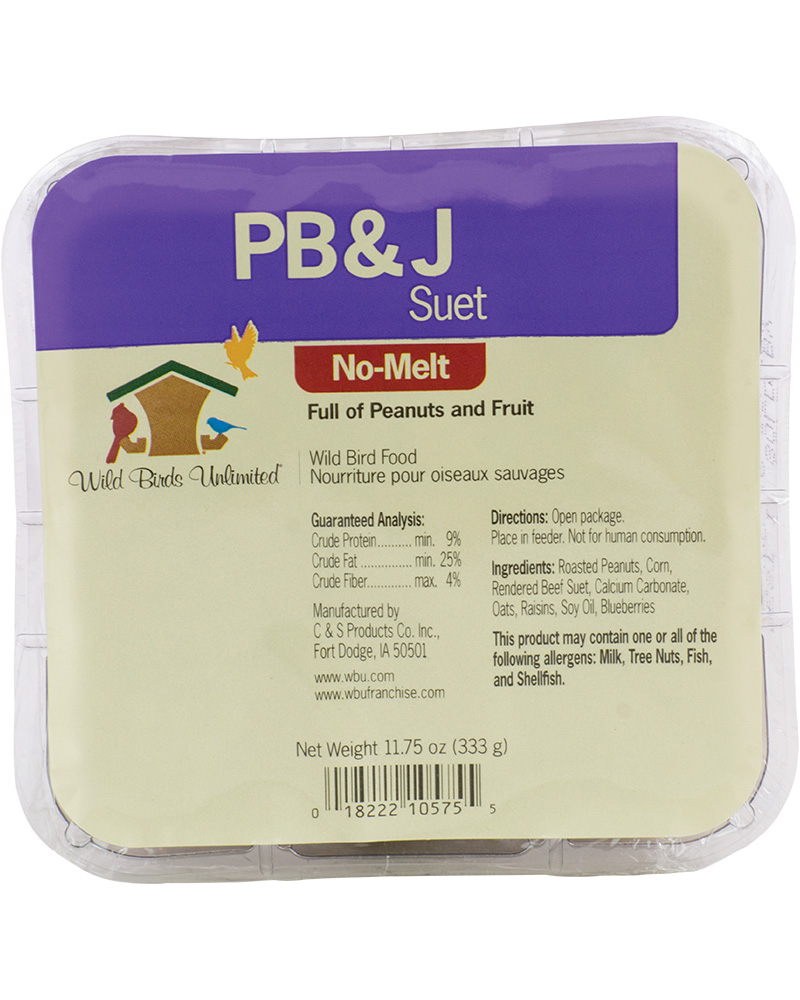 PB&J
Suet
No-Melt
Full of Peanuts and Fruit
Wild Birds Unlimited®
Wild Bird Food
Nourriture pour oiseaux sauvages
Guaranteed Analysis:
Crude Protein.......... min. 9%
Crude Fat ............... min. 25%
Crude Fiber............. max. 4%
Manufactured by
C & S Products Co. Inc.,
Fort Dodge, IA 50501
www.wbu.com
www.wbufranchise.com
Directions: Open package.
Place in feeder. Not for human consumption.
Ingredients: Roasted Peanuts, Corn,
Rendered Beef Suet, Calcium Carbonate,
Oats, Raisins, Soy Oil, Blueberries
This product may contain one or all of the
following allergens: Milk, Tree Nuts, Fish,
and Shellfish.
Net Weight 11.75 oz (333 g)
0 18222 10575 5